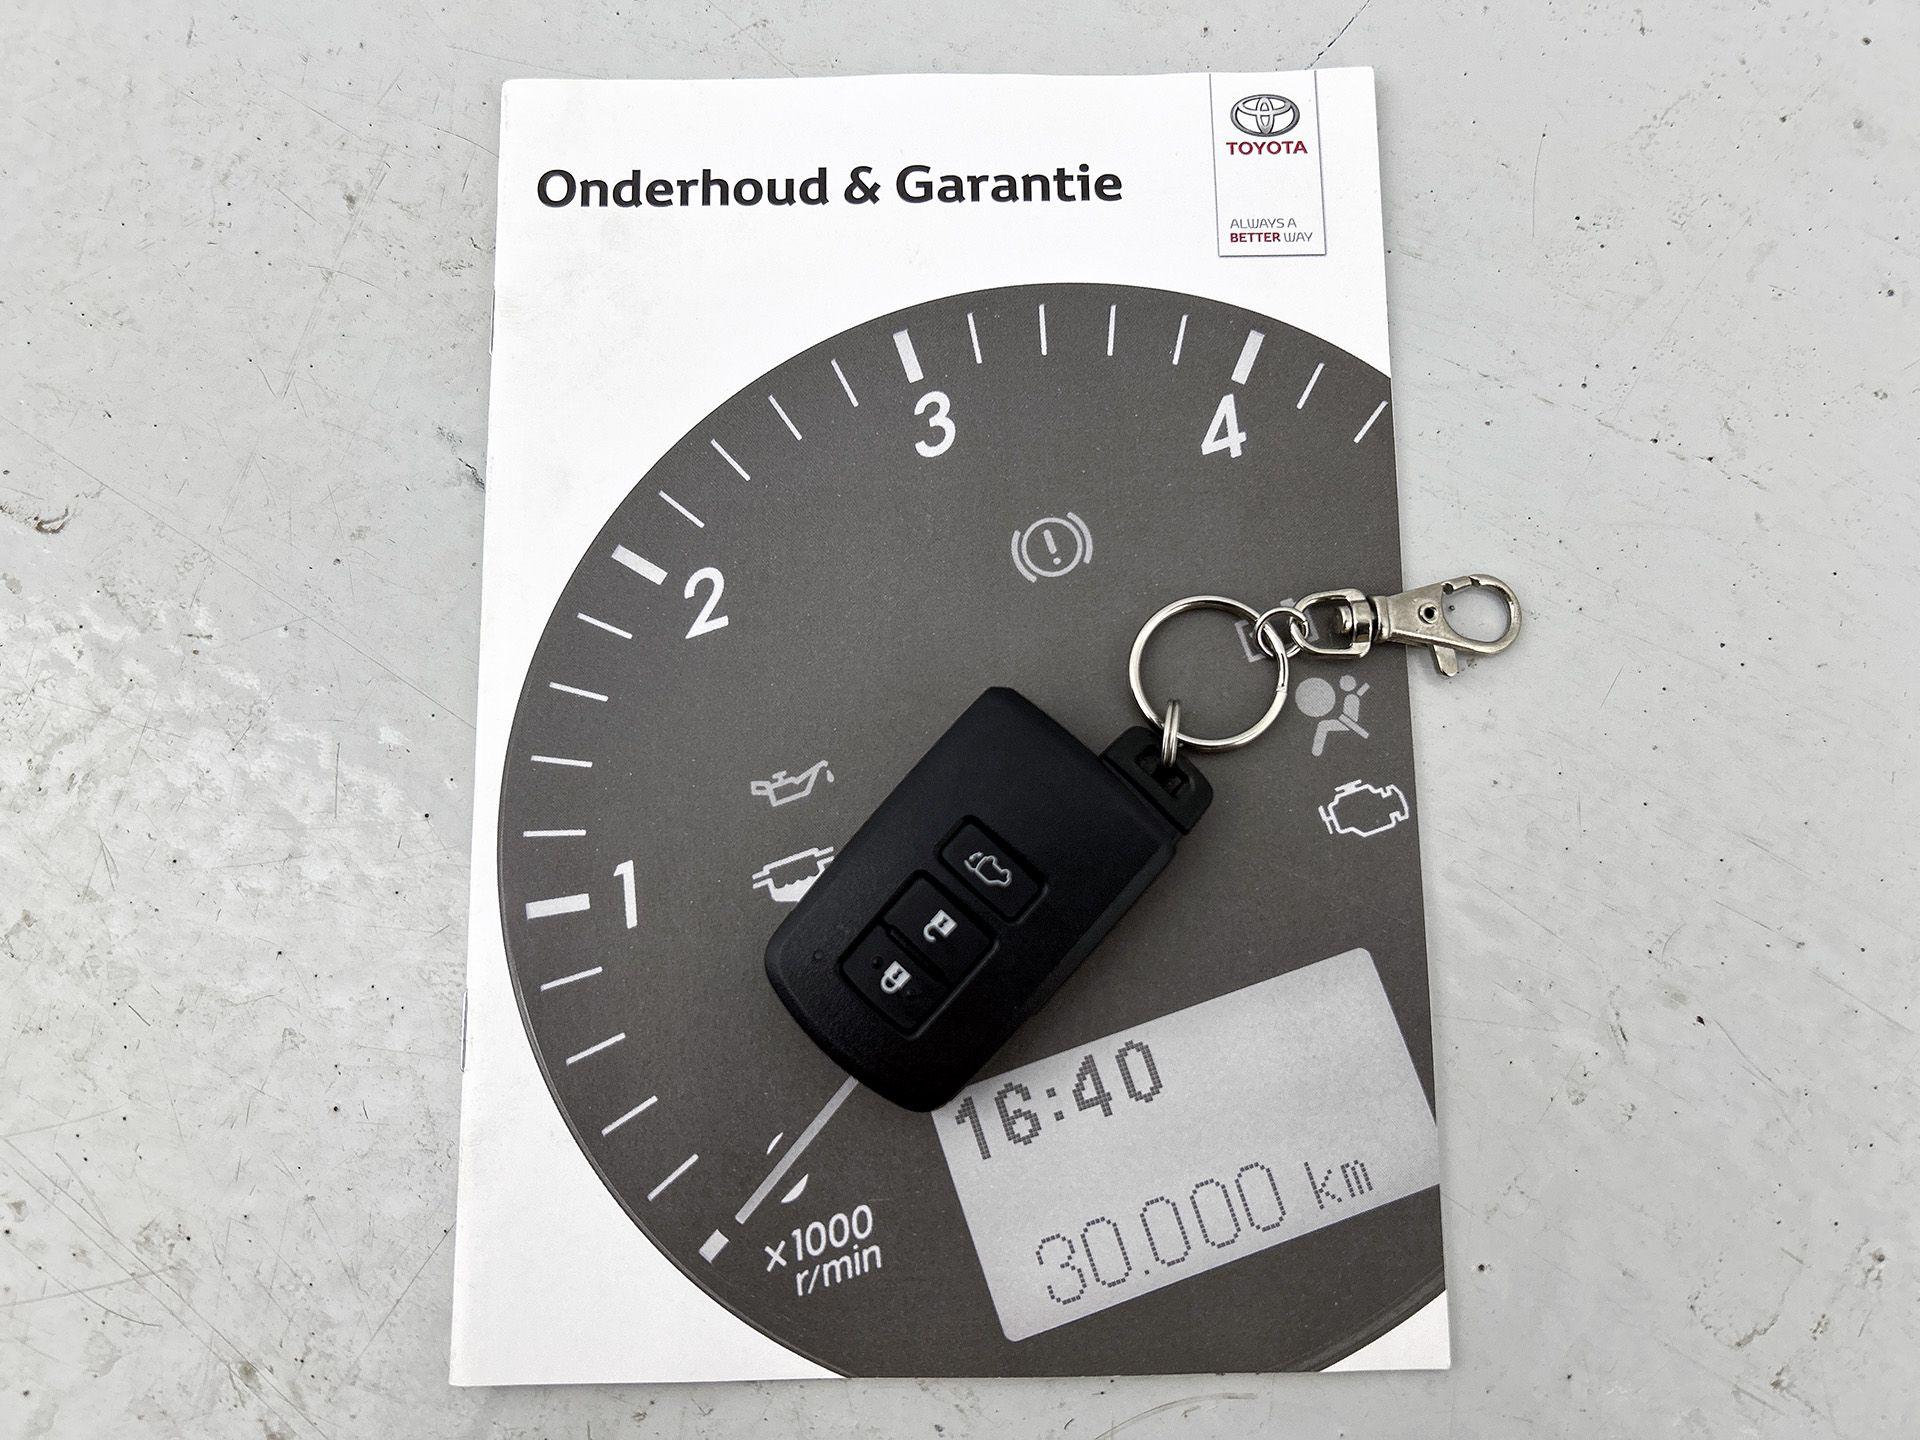 Onderhoud & Garantie
TOYOTA
ALWAYS A
BETTER WAY
3
4
2
1
16:40
30.000 km
x1000
r/min